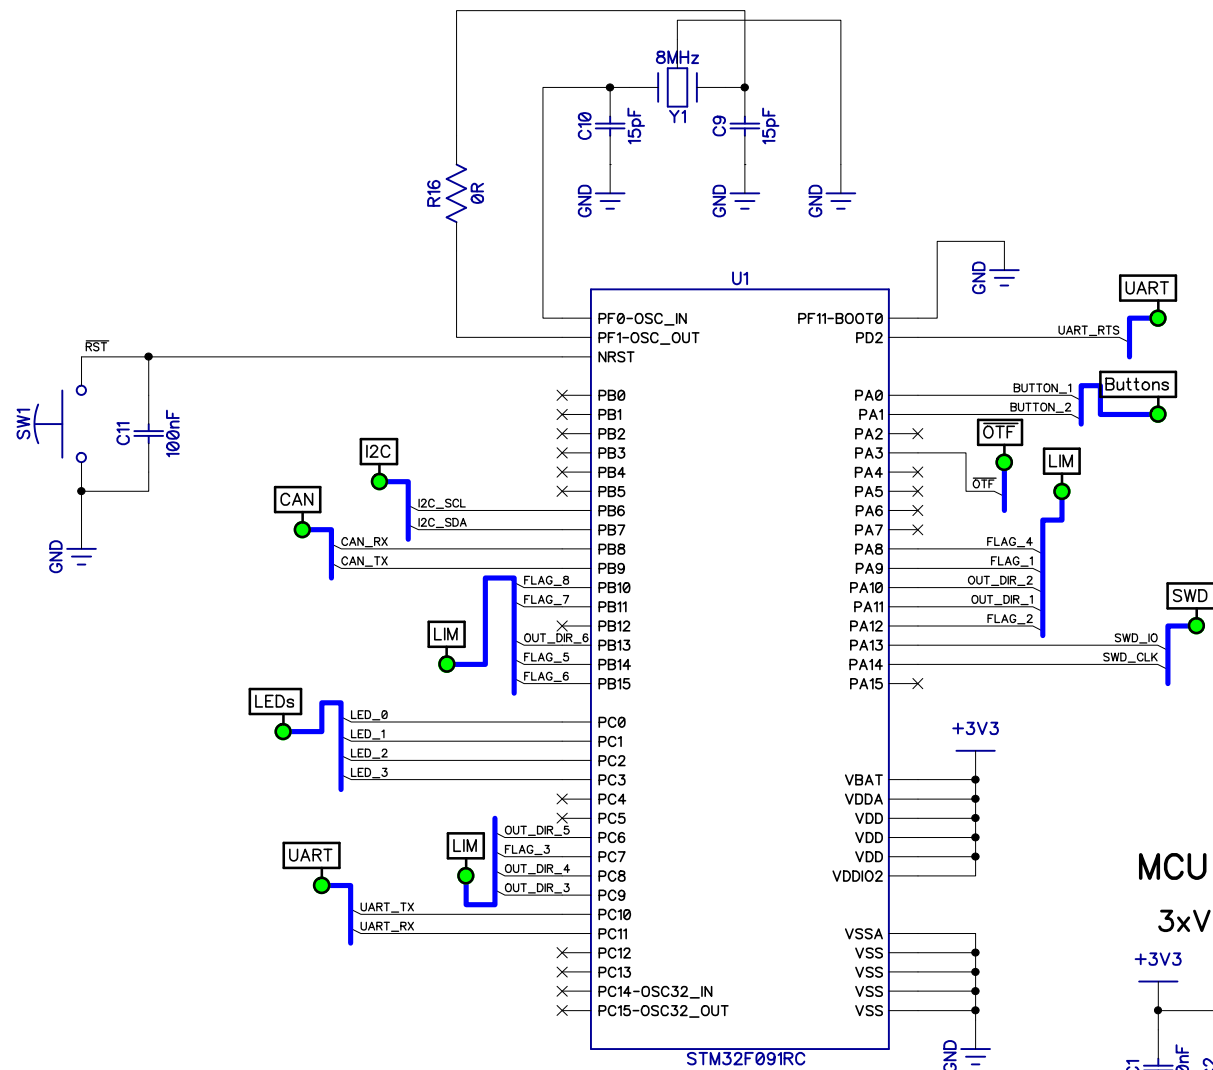 8MHz
Y1
C10
15pF
C9
15pF
R16
0R
GND
GND
GND
GND
U1
UART
PF0-OSC_IN
PF11-BOOT0
PF1-OSC_OUT
PD2
UART_RTS
RST
NRST
SW1
C11
100nF
GND
PB0
PA0
BUTTON_1
Buttons
PB1
PA1
BUTTON_2
PB2
PA2
OTF
PB3
PA3
I2C
LIM
PB4
PA4
PB5
PA5
OTF
CAN
I2C_SCL
PB6
PA6
I2C_SDA
PB7
PA7
CAN_RX
PB8
PA8
FLAG_4
CAN_TX
PB9
PA9
FLAG_1
FLAG_8
PB10
PA10
OUT_DIR_2
FLAG_7
PB11
PA11
OUT_DIR_1
SWD
LIM
PB12
PA12
FLAG_2
OUT_DIR_6
PB13
PA13
SWD_IO
FLAG_5
PB14
PA14
SWD_CLK
FLAG_6
PB15
PA15
LEDs
LED_0
PC0
LED_1
PC1
+3V3
LED_2
PC2
LED_3
PC3
VBAT
PC4
VDDA
PC5
VDD
OUT_DIR_5
PC6
VDD
UART
LIM
FLAG_3
PC7
VDD
OUT_DIR_4
PC8
VDDIO2
OUT_DIR_3
PC9
UART_TX
PC10
UART_RX
PC11
VSSA
PC12
VSS
PC13
VSS
PC14-OSC32_IN
VSS
PC15-OSC32_OUT
VSS
GND
STM32F091RC
MCU
3xV
+3V3